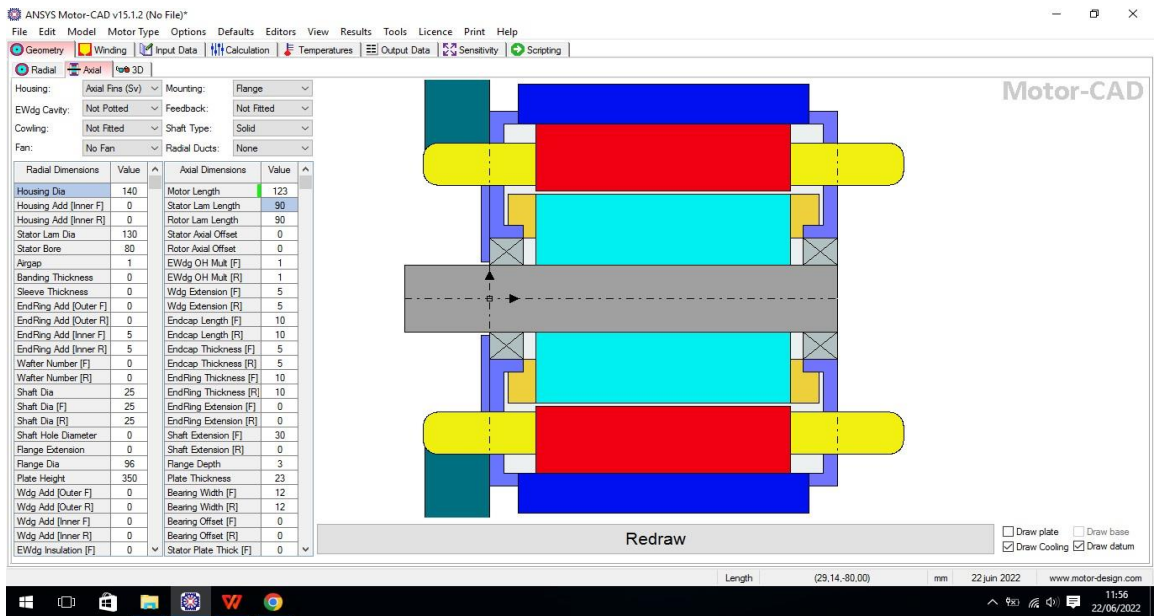 ANSYS Motor-CAD v15.1.2 (No File)*
File Edit Model Motor Type Options Defaults Editors View Results Tools Licence Print Help
Geometry Winding Input Data Calculation Temperatures Output Data Sensitivity Scripting
Radial Axial 3D
Housing: Axial Fins (Sv) Mounting: Flange
EWdg Cavity: Not Potted Feedback: Not Fitted
Cowling: Not Fitted Shaft Type: Solid
Fan: No Fan Radial Ducts: None
Motor-CAD
Radial Dimensions Value Axial Dimensions Value
Housing Dia 140 Motor Length 123
Housing Add [Inner F] 0 Stator Lam Length 90
Housing Add [Inner R] 0 Rotor Lam Length 90
Stator Lam Dia 130 Stator Axial Offset 0
Stator Bore 80 Rotor Axial Offset 0
Airgap 1 EWdg OH Mult [F] 1
Banding Thickness 0 EWdg OH Mult [R] 1
Sleeve Thickness 0 Wdg Extension [F] 5
EndRing Add [Outer F] 0 Wdg Extension [R] 5
EndRing Add [Outer R] 0 Endcap Length [F] 10
EndRing Add [Inner F] 5 Endcap Length [R] 10
EndRing Add [Inner R] 5 Endcap Thickness [F] 5
Wafter Number [F] 0 Endcap Thickness [R] 5
Wafter Number [R] 0 EndRing Thickness [F] 10
Shaft Dia 25 EndRing Thickness [R] 10
Shaft Dia [F] 25 EndRing Extension [F] 0
Shaft Dia [R] 25 EndRing Extension [R] 0
Shaft Hole Diameter 0 Shaft Extension [F] 30
Flange Extension 0 Shaft Extension [R] 0
Flange Dia 96 Flange Depth 3
Plate Height 350 Plate Thickness 23
Wdg Add [Outer F] 0 Bearing Width [F] 12
Wdg Add [Outer R] 0 Bearing Width [R] 12
Wdg Add [Inner F] 0 Bearing Offset [F] 0
Wdg Add [Inner R] 0 Bearing Offset [R] 0
EWdg Insulation [F] 0 Stator Plate Thick [F] 0
Redraw
Draw plate Draw base
Draw Cooling Draw datum
Length (29,14,-80,00) mm 22 juin 2022 www.motor-design.com
11:56
22/06/2022